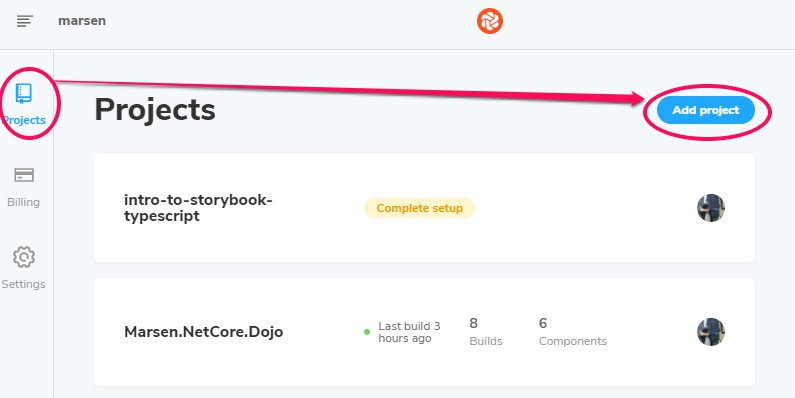 marsen
Projects
Billing
Settings
Projects
Add project
intro-to-storybook-
typescript
Complete setup
Marsen.NetCore.Dojo
Last build 3
hours ago
8
Builds
6
Components